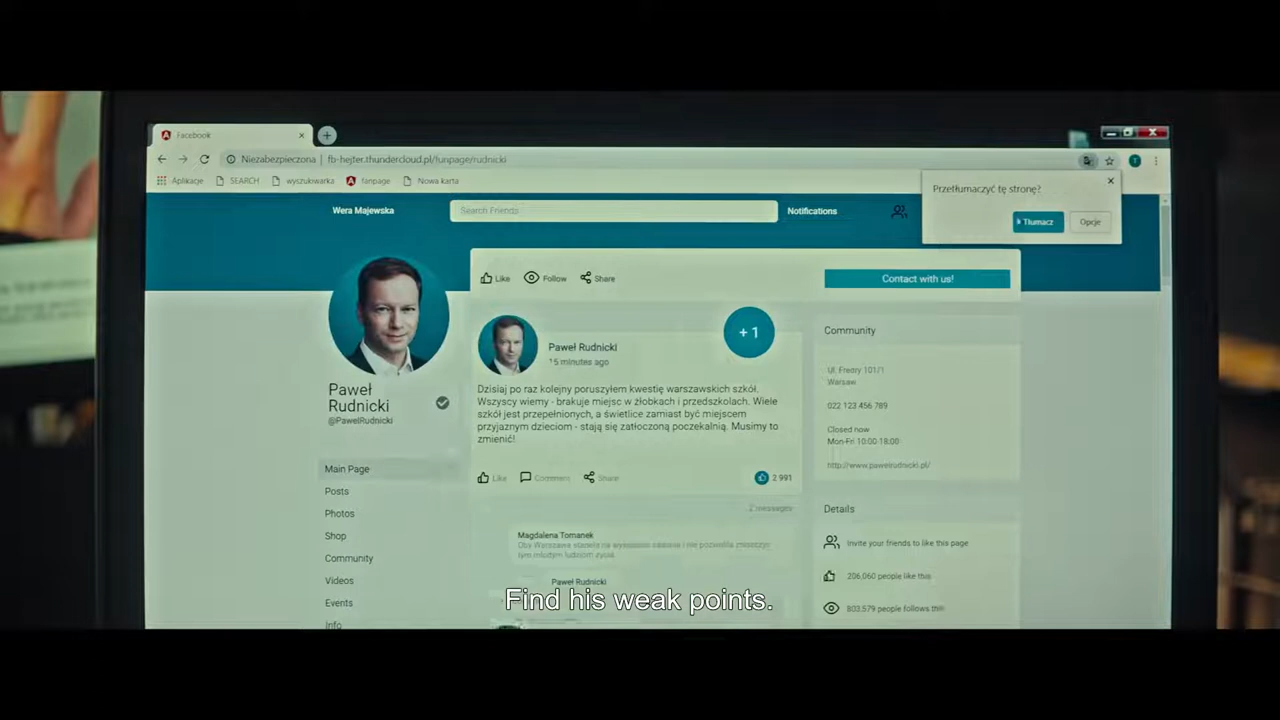 Facebook
Niezabezpieczona | fb-hejter.thundercloud.pl/funpage/rudnicki
Aplikacje SEARCH wyszukiwarka fanpage Nowa karta
Przetłumaczyć tę stronę?
Tłumacz Opcje
Wera Majewska Search Friends Notifications
Like Follow Share Contact with us!
Paweł
Rudnicki
@PawelRudnicki
Main Page
Posts
Photos
Shop
Community
Videos
Events
Info
Paweł Rudnicki
15 minutes ago
+ 1
Dzisiaj po raz kolejny poruszyłem kwestię warszawskich szkół.
Wszyscy wiemy - brakuje miejsc w żłobkach i przedszkolach. Wiele
szkół jest przepełnionych, a świetlice zamiast być miejscem
przyjaznym dzieciom - stają się zatłoczoną poczekalnią. Musimy to
zmienić!
Like Comment Share 2 991
2 messages
Magdalena Tomanek
Paweł Rudnicki
Community
Ul. Fredry 101/1
Warsaw
022 123 456 789
Closed now
Mon-Fri 10:00-18:00
http://www.pawelrudnicki.pl/
Details
Invite your friends to like this page
206,060 people like this
803,579 people follows this
Find his weak points.